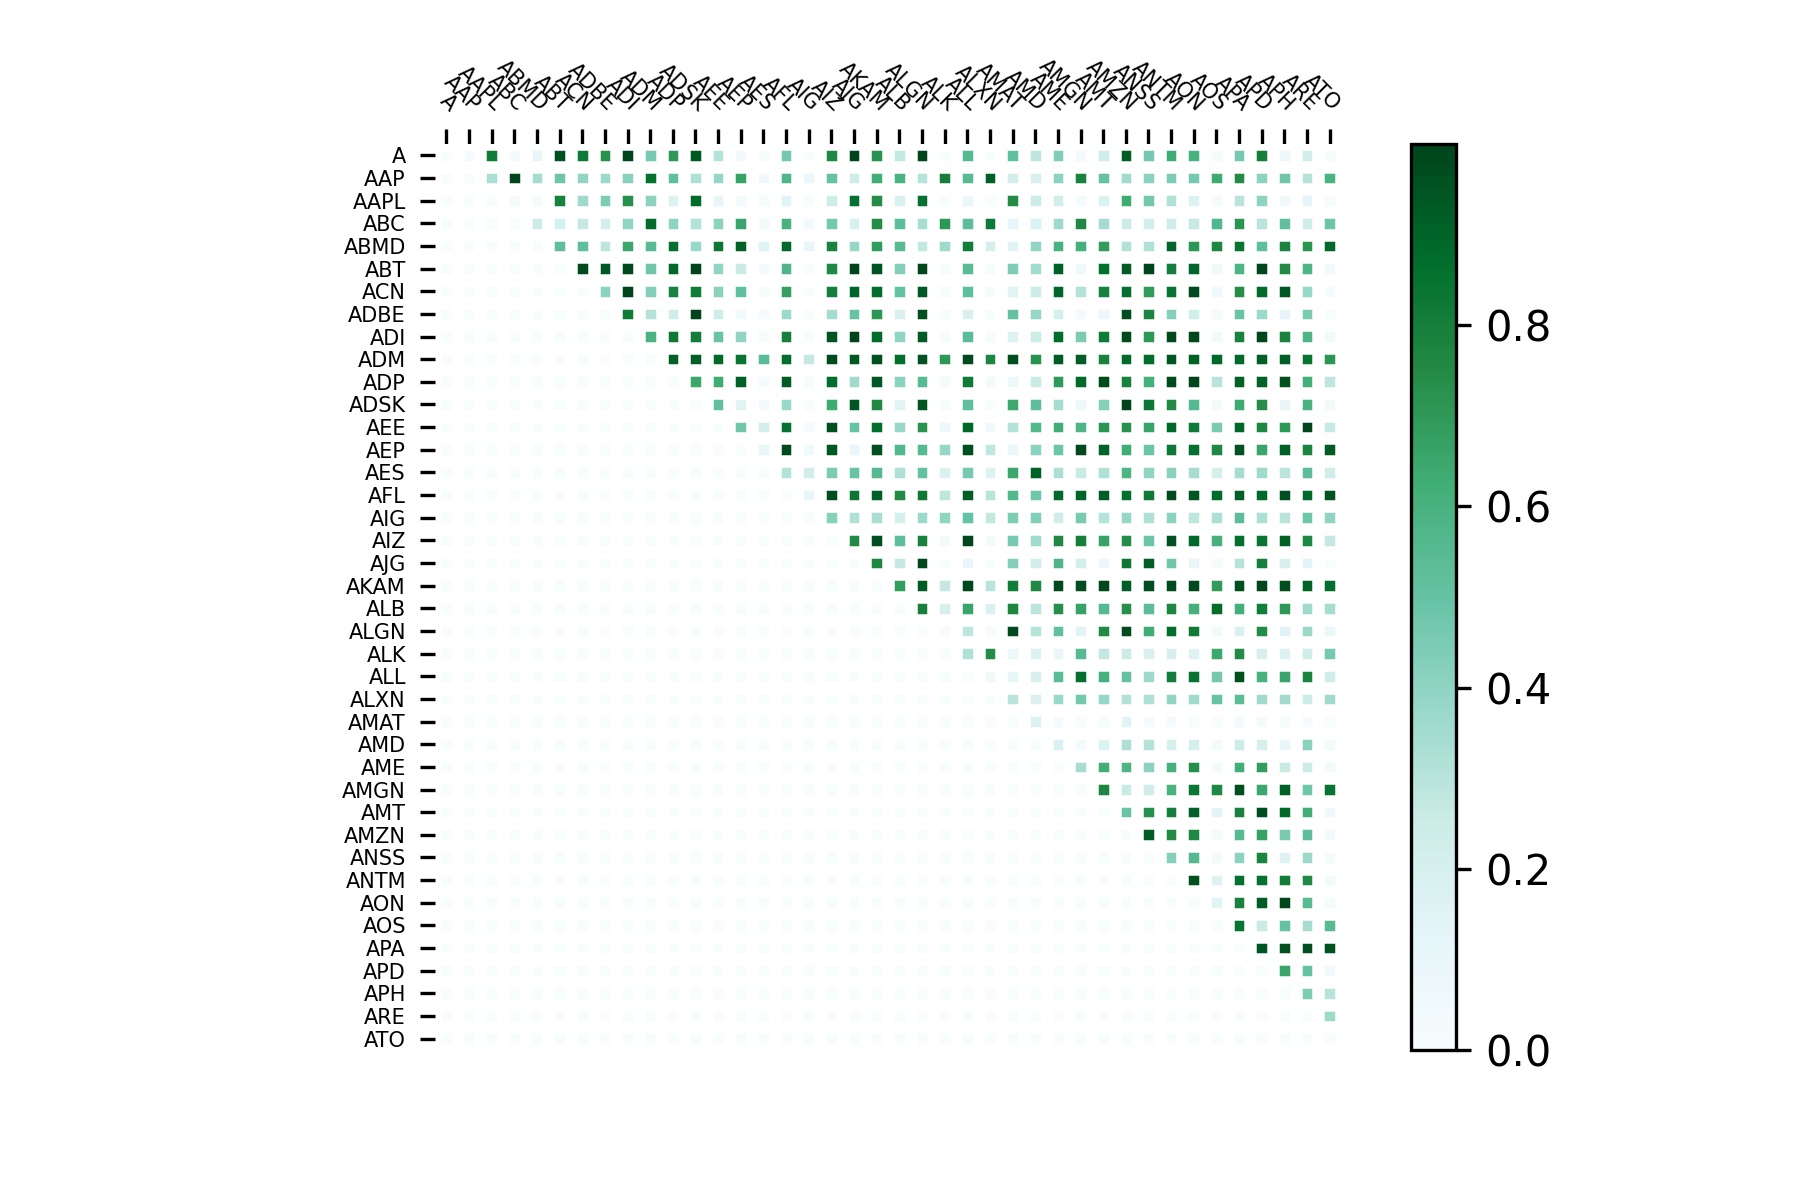 A AAP AAPL ABC ABMD ABT ACN ADBE ADI ADM ADP ADSK AEE AEP AES AFL AIG AIZ AJG AKAM ALB ALGN ALK ALL ALXN AMAT AMD AME AMGN AMT AMZN ANSS ANTM AON AOS APA APD APH ARE ATO
A
AAP
AAPL
ABC
ABMD
ABT
ACN
ADBE
ADI
ADM
ADP
ADSK
AEE
AEP
AES
AFL
AIG
AIZ
AJG
AKAM
ALB
ALGN
ALK
ALL
ALXN
AMAT
AMD
AME
AMGN
AMT
AMZN
ANSS
ANTM
AON
AOS
APA
APD
APH
ARE
ATO
0.8
0.6
0.4
0.2
0.0